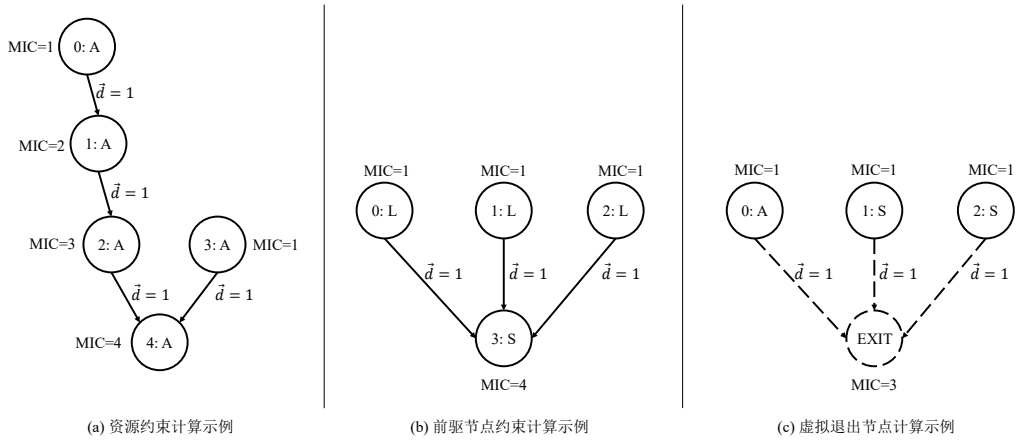 MIC=1
0: A
d⃗ = 1
MIC=2
1: A
d⃗ = 1
MIC=3
2: A
3: A
MIC=1
d⃗ = 1
d⃗ = 1
MIC=4
4: A
(a) 资源约束计算示例
MIC=1
MIC=1
MIC=1
0: L
1: L
2: L
d⃗ = 1
d⃗ = 1
d⃗ = 1
3: S
MIC=4
(b) 前驱节点约束计算示例
MIC=1
MIC=1
MIC=1
0: A
1: S
2: S
d⃗ = 1
d⃗ = 1
d⃗ = 1
EXIT
MIC=3
(c) 虚拟退出节点计算示例